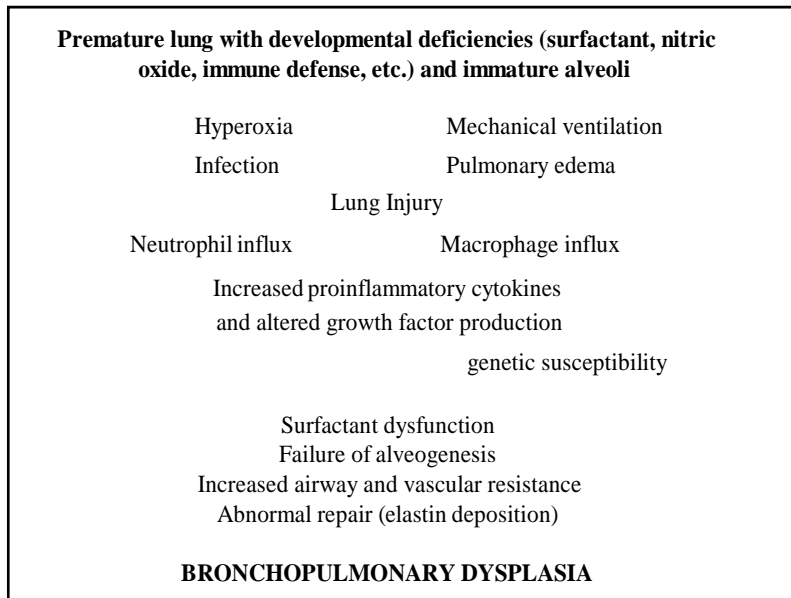 Premature lung with developmental deficiencies (surfactant, nitric
oxide, immune defense, etc.) and immature alveoli
Hyperoxia Mechanical ventilation
Infection Pulmonary edema
Lung Injury
Neutrophil influx Macrophage influx
Increased proinflammatory cytokines
and altered growth factor production
genetic susceptibility
Surfactant dysfunction
Failure of alveogenesis
Increased airway and vascular resistance
Abnormal repair (elastin deposition)
BRONCHOPULMONARY DYSPLASIA